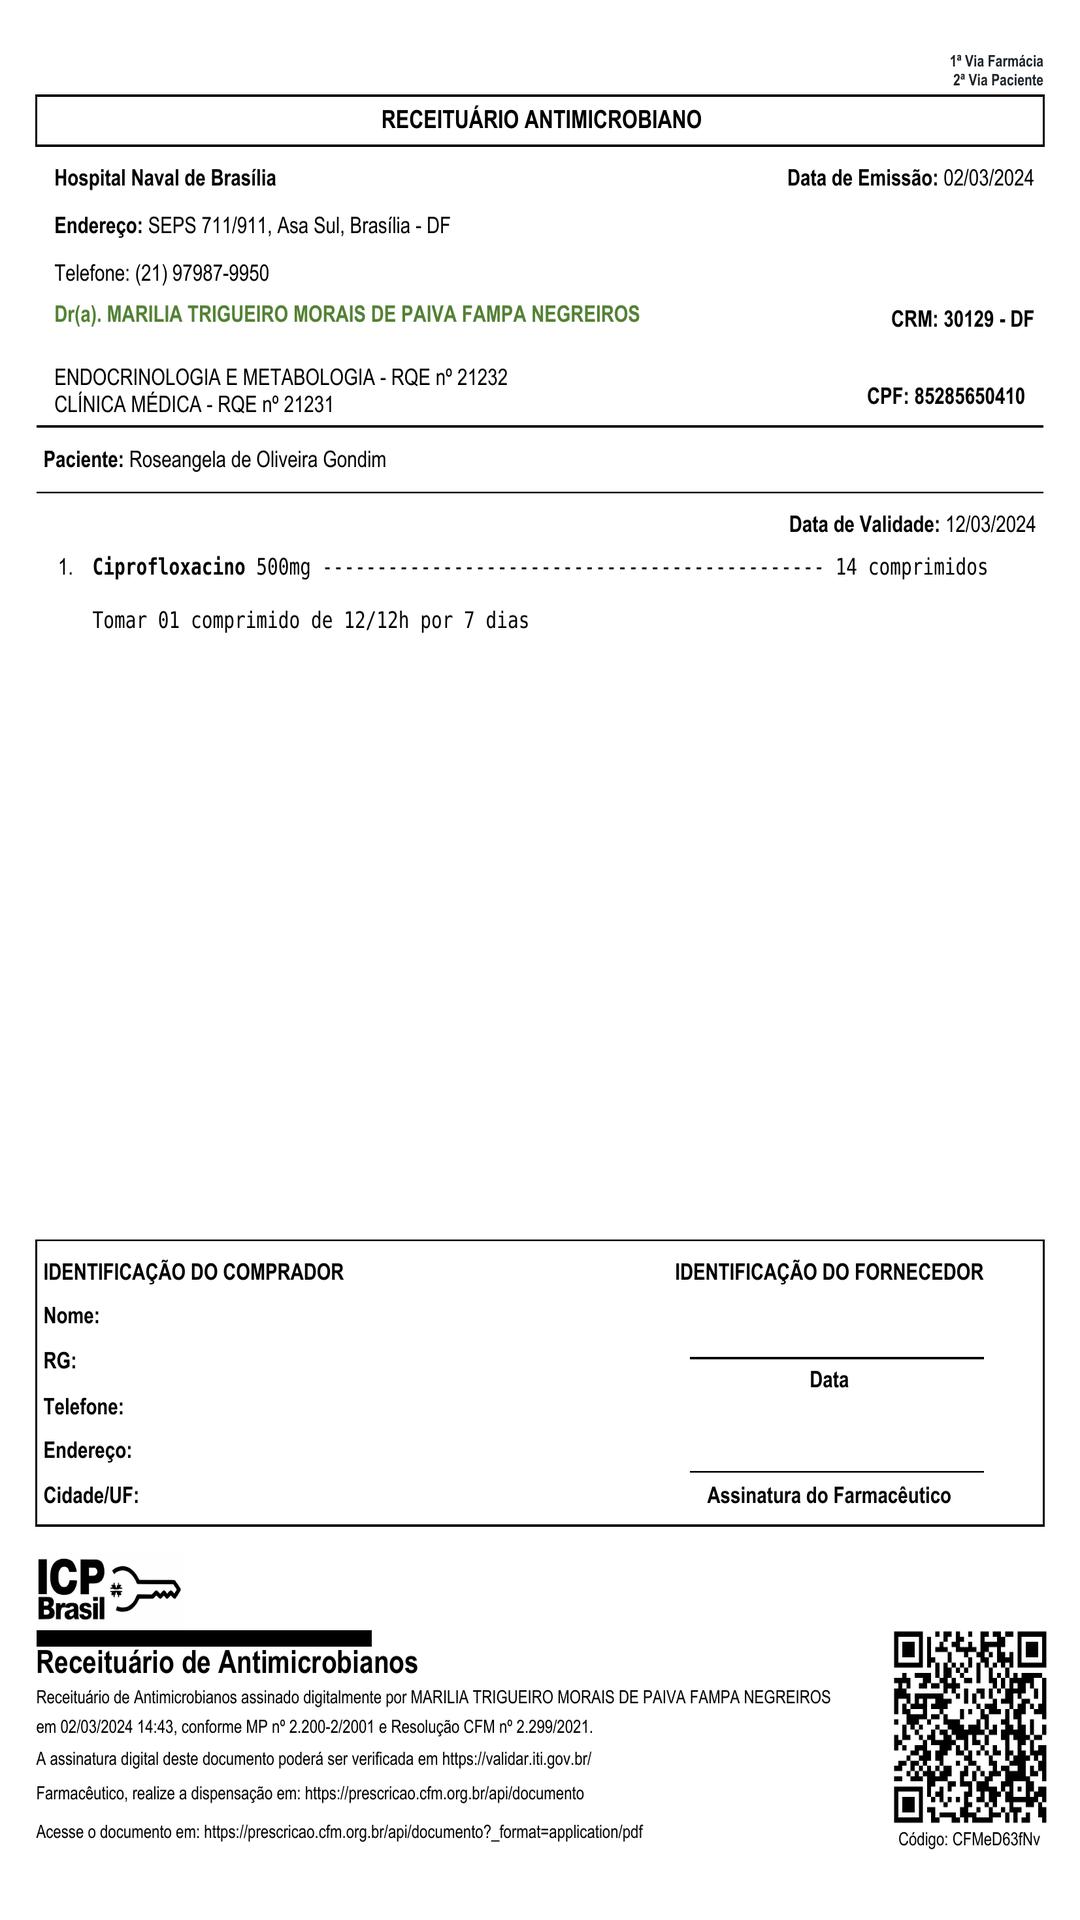 1ª Via Farmácia
2ª Via Paciente
RECEITUÁRIO ANTIMICROBIANO
Hospital Naval de Brasília
Data de Emissão: 02/03/2024
Endereço: SEPS 711/911, Asa Sul, Brasília - DF
Telefone: (21) 97987-9950
Dr(a). MARILIA TRIGUEIRO MORAIS DE PAIVA FAMPA NEGREIROS
CRM: 30129 - DF
ENDOCRINOLOGIA E METABOLOGIA - RQE nº 21232
CLÍNICA MÉDICA - RQE nº 21231
CPF: 85285650410
Paciente: Roseangela de Oliveira Gondim
Data de Validade: 12/03/2024
1. Ciprofloxacino 500mg ---------------------------------------------- 14 comprimidos
Tomar 01 comprimido de 12/12h por 7 dias
IDENTIFICAÇÃO DO COMPRADOR
Nome:
RG:
Telefone:
Endereço:
Cidade/UF:
IDENTIFICAÇÃO DO FORNECEDOR
Data
Assinatura do Farmacêutico
ICP
Brasil
Receituário de Antimicrobianos
Receituário de Antimicrobianos assinado digitalmente por MARILIA TRIGUEIRO MORAIS DE PAIVA FAMPA NEGREIROS
em 02/03/2024 14:43, conforme MP nº 2.200-2/2001 e Resolução CFM nº 2.299/2021.
A assinatura digital deste documento poderá ser verificada em https://validar.iti.gov.br/
Farmacêutico, realize a dispensação em: https://prescricao.cfm.org.br/api/documento
Acesse o documento em: https://prescricao.cfm.org.br/api/documento?_format=application/pdf
Código: CFMeD63fNv